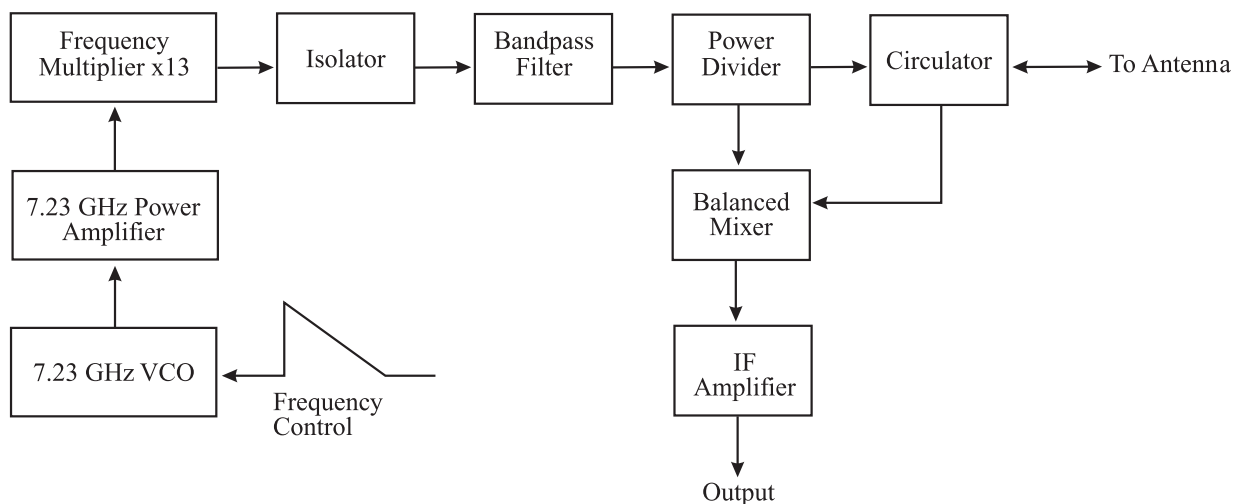 Frequency
Multiplier x13
Isolator
Bandpass
Filter
Power
Divider
Circulator
To Antenna
7.23 GHz Power
Amplifier
Balanced
Mixer
7.23 GHz VCO
Frequency
Control
IF
Amplifier
Output